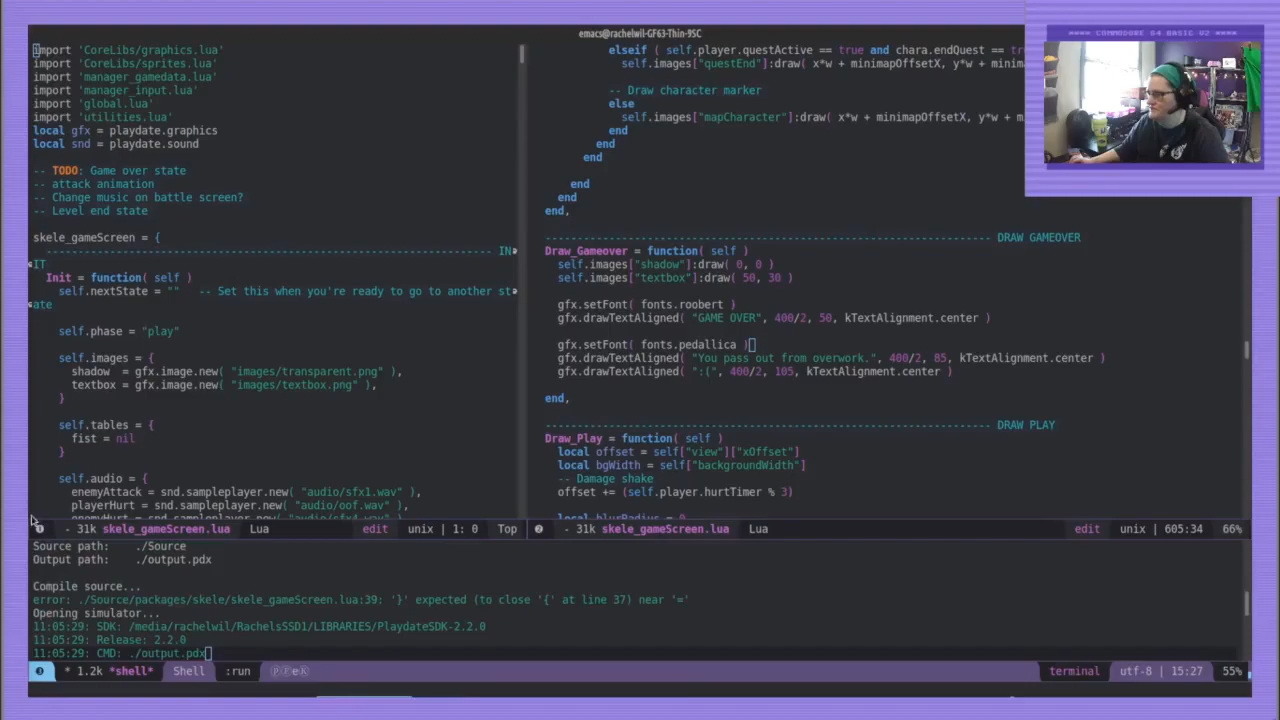 emacs@rachelwil-GF63-Thin-9SC
**** COMMODORE 64 BASIC V2 ****
import 'CoreLibs/graphics.lua'
import 'CoreLibs/sprites.lua'
import 'manager_gamedata.lua'
import 'manager_input.lua'
import 'global.lua'
import 'utilities.lua'
local gfx = playdate.graphics
local snd = playdate.sound
-- TODO: Game over state
-- attack animation
-- Change music on battle screen?
-- Level end state
skele_gameScreen = {
------------------------------------------------------------------- IN
IT
Init = function( self )
self.nextState = ""   -- Set this when you're ready to go to another st
ate
self.phase = "play"
self.images = {
shadow  = gfx.image.new( "images/transparent.png" ),
textbox = gfx.image.new( "images/textbox.png" ),
}
self.tables = {
fist = nil
}
self.audio = {
enemyAttack = snd.sampleplayer.new( "audio/sfx1.wav" ),
playerHurt = snd.sampleplayer.new( "audio/oof.wav" ),
- 31k skele_gameScreen.lua   Lua   edit   unix | 1: 0   Top
elseif ( self.player.questActive == true and chara.endQuest == tru
self.images["questEnd"]:draw( x*w + minimapOffsetX, y*w + minim
-- Draw character marker
else
self.images["mapCharacter"]:draw( x*w + minimapOffsetX, y*w + m
end
end
end
end
end
end,
-------------------------------------------------------------------- DRAW GAMEOVER
Draw_Gameover = function( self )
self.images["shadow"]:draw( 0, 0 )
self.images["textbox"]:draw( 50, 30 )
gfx.setFont( fonts.roobert )
gfx.drawTextAligned( "GAME OVER", 400/2, 50, kTextAlignment.center )
gfx.setFont( fonts.pedallica )
gfx.drawTextAligned( "You pass out from overwork.", 400/2, 85, kTextAlignment.center )
gfx.drawTextAligned( ":(", 400/2, 105, kTextAlignment.center )
end,
-------------------------------------------------------------------- DRAW PLAY
Draw_Play = function( self )
local offset = self["view"]["xOffset"]
local bgWidth = self["backgroundWidth"]
-- Damage shake
offset += (self.player.hurtTimer % 3)
local blurRadius = 0
- 31k skele_gameScreen.lua   Lua   edit   unix | 605:34   66%
Source path:    ./Source
Output path:    ./output.pdx
Compile source...
error: ./Source/packages/skele/skele_gameScreen.lua:39: '}' expected (to close '{' at line 37) near '='
Opening simulator...
11:05:29: SDK: /media/rachelwil/RachelsSSD1/LIBRARIES/PlaydateSDK-2.2.0
11:05:29: Release: 2.2.0
11:05:29: CMD: ./output.pdx
* 1.2k *shell*   Shell   :run   terminal   utf-8 | 15:27   55%